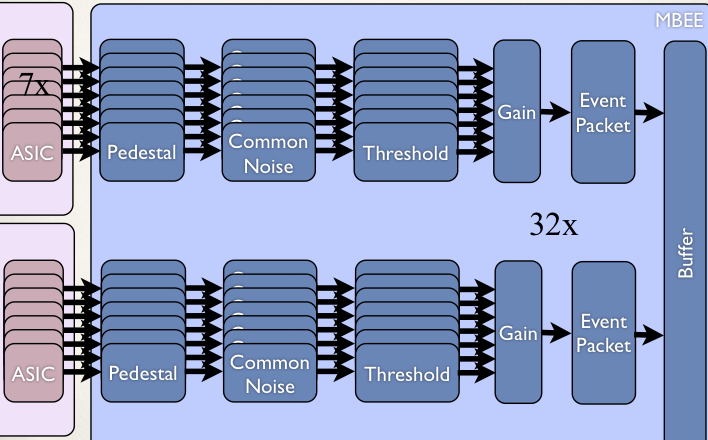 MBEE
7x
ASIC
Pedestal
Common
Noise
Threshold
Gain
Event
Packet
32x
Buffer
ASIC
Pedestal
Common
Noise
Threshold
Gain
Event
Packet